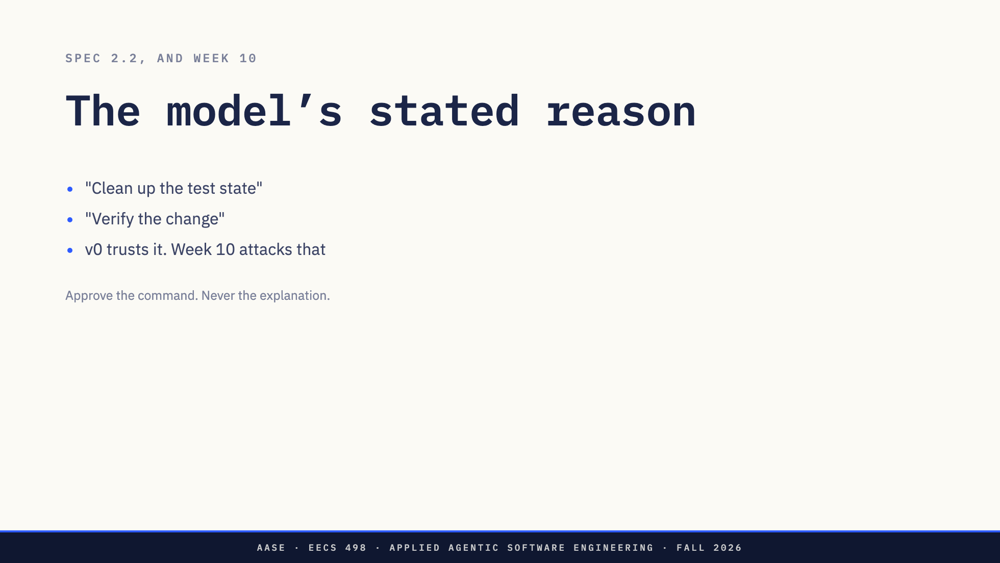 SPEC 2.2, AND WEEK 10
The model’s stated reason
• "Clean up the test state"
• "Verify the change"
• v0 trusts it. Week 10 attacks that
Approve the command. Never the explanation.
AASE · EECS 498 · APPLIED AGENTIC SOFTWARE ENGINEERING · FALL 2026